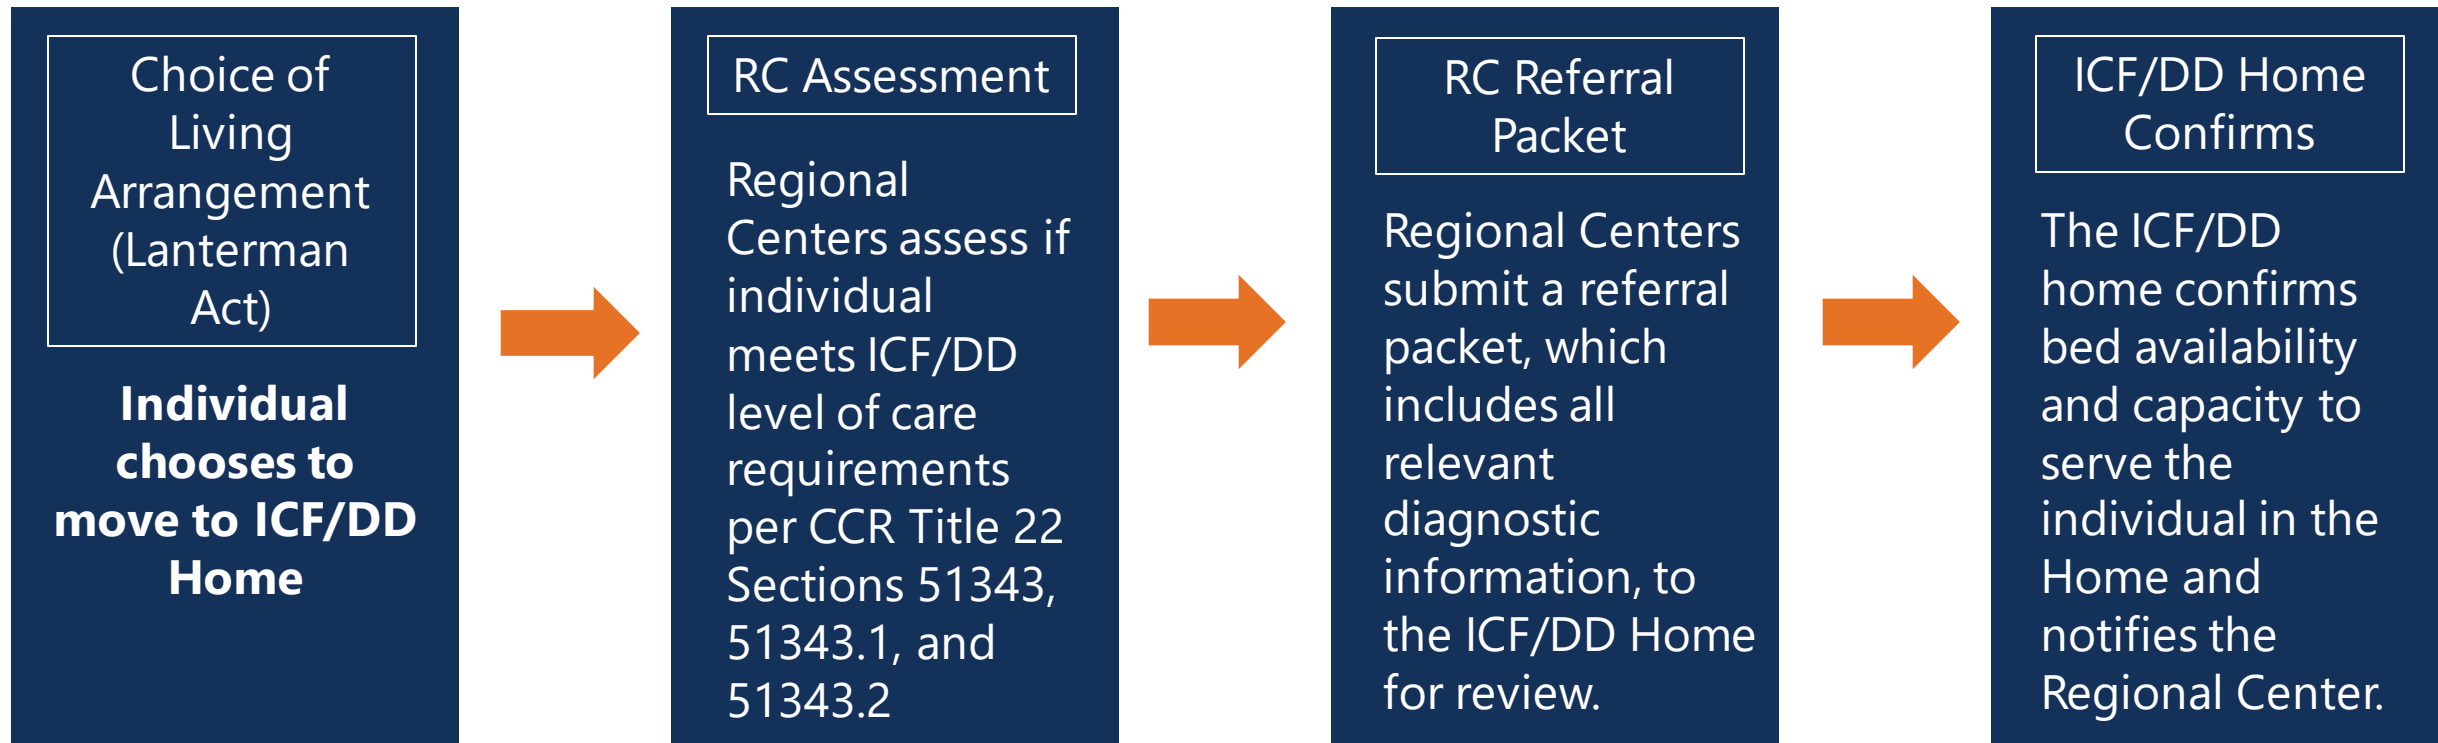 Choice of
Living
Arrangement
(Lanterman
Act)
Individual
chooses to
move to ICF/DD
Home
RC Assessment
Regional
Centers assess if
individual
meets ICF/DD
level of care
requirements
per CCR Title 22
Sections 51343,
51343.1, and
51343.2
RC Referral
Packet
Regional Centers
submit a referral
packet, which
includes all
relevant
diagnostic
information, to
the ICF/DD Home
for review.
ICF/DD Home
Confirms
The ICF/DD
home confirms
bed availability
and capacity to
serve the
individual in the
Home and
notifies the
Regional Center.